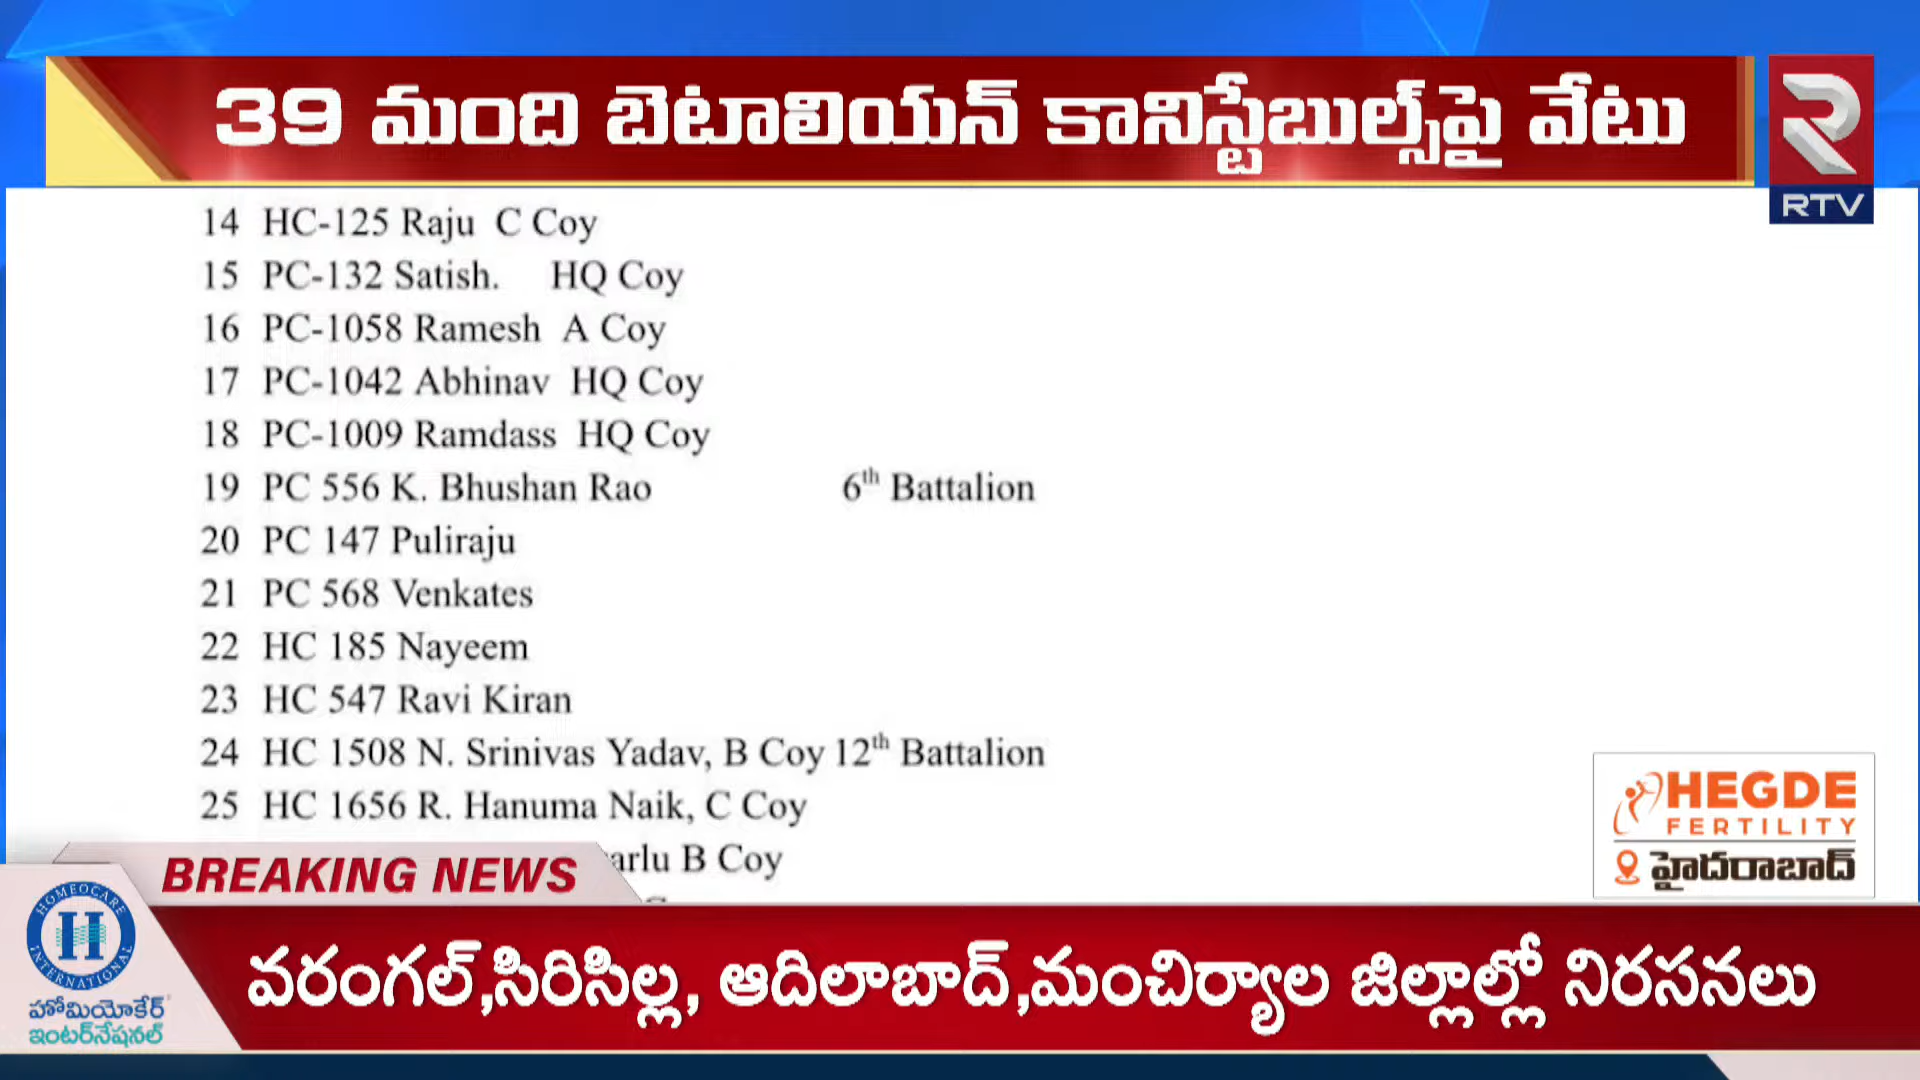 39 మంది బెటాలియన్ కానిస్టేబుల్స్‌పై వేటు
RTV
14 HC-125 Raju C Coy
15 PC-132 Satish. HQ Coy
16 PC-1058 Ramesh A Coy
17 PC-1042 Abhinav HQ Coy
18 PC-1009 Ramdass HQ Coy
19 PC 556 K. Bhushan Rao 6th Battalion
20 PC 147 Puliraju
21 PC 568 Venkates
22 HC 185 Nayeem
23 HC 547 Ravi Kiran
24 HC 1508 N. Srinivas Yadav, B Coy 12th Battalion
25 HC 1656 R. Hanuma Naik, C Coy
B Coy
HEGDE
FERTILITY
హైదరాబాద్
BREAKING NEWS
HOMEOCARE
INTERNATIONAL
హోమియోకేర్
ఇంటర్నేషనల్
వరంగల్,సిరిసిల్ల, ఆదిలాబాద్,మంచిర్యాల జిల్లాల్లో నిరసనలు